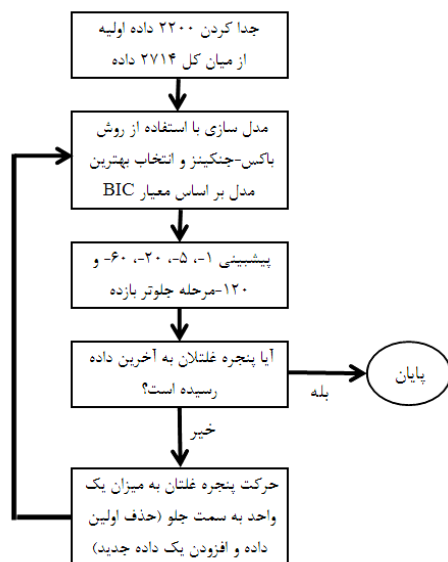 جدا کردن ۲۲۰۰ داده اولیه
از میان کل ۲۷۱۴ داده
مدل سازی با استفاده از روش
باکس-جنکینز و انتخاب بهترین
مدل بر اساس معیار BIC
پیشبینی ۱-، ۵-، ۲۰-، ۶۰- و
۱۲۰-مرحله جلوتر بازده
آیا پنجره غلتلان به آخرین داده
رسیده است؟
بله
پایان
خیر
حرکت پنجره غلتان به میزان یک
واحد به سمت جلو (حذف اولین
داده و افزودن یک داده جدید)